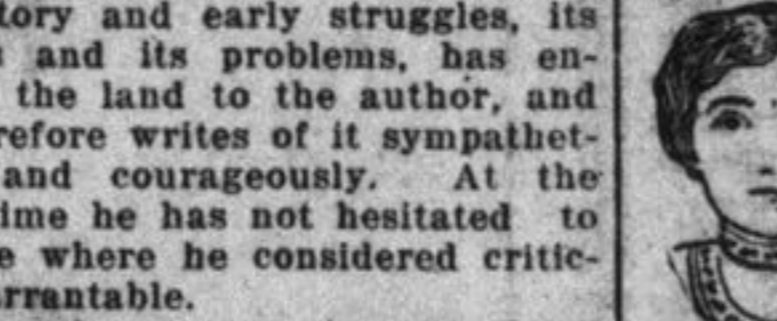 tory and early struggles, its
and its problems, has en-
the land to the author, and
refore writes of it sympathet-
and courageously. At the
ime he has not hesitated to
e where he considered critic-
rrantable.